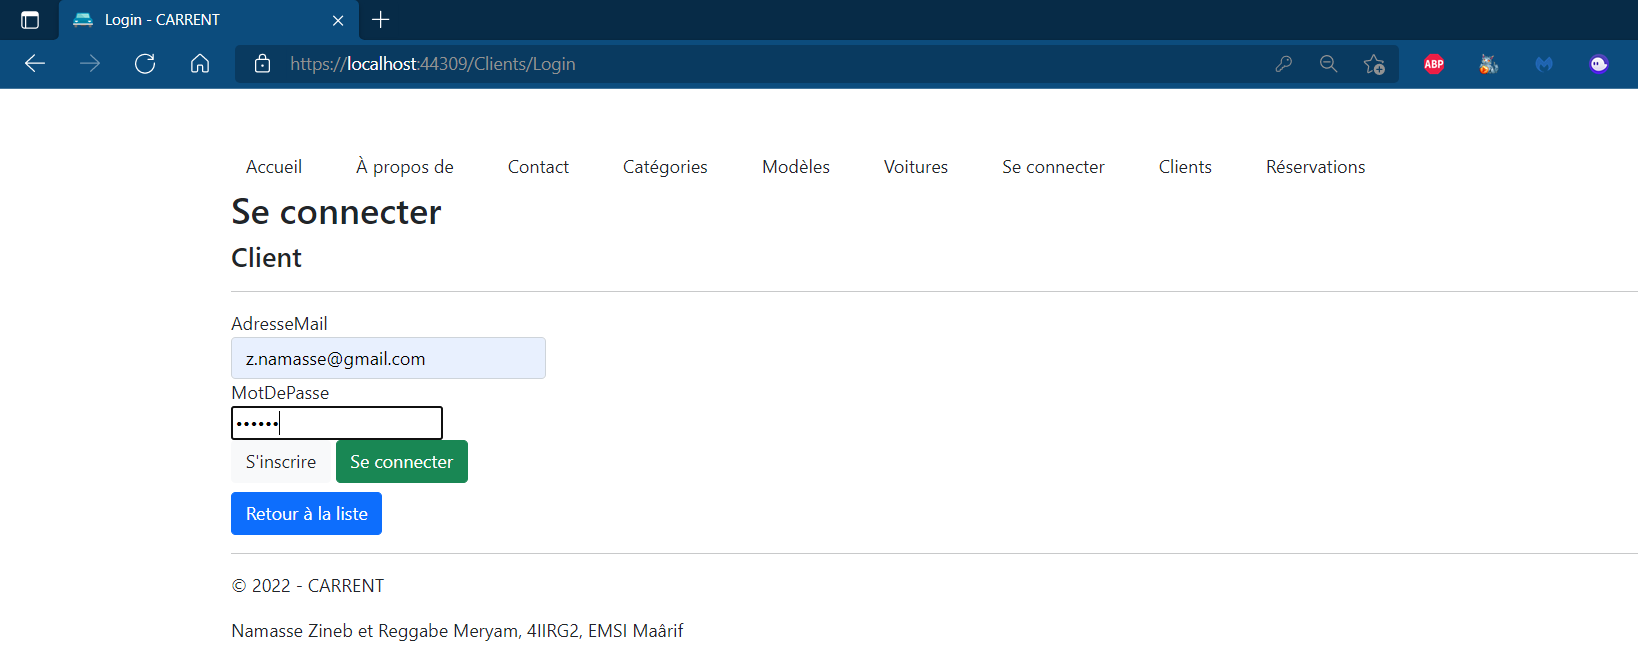 Login - CARRENT
https://localhost:44309/Clients/Login
ABP
Accueil À propos de Contact Catégories Modèles Voitures Se connecter Clients Réservations
Se connecter
Client
AdresseMail
z.namasse@gmail.com
MotDePasse
••••••
S'inscrire Se connecter
Retour à la liste
© 2022 - CARRENT
Namasse Zineb et Reggabe Meryam, 4IIRG2, EMSI Maârif